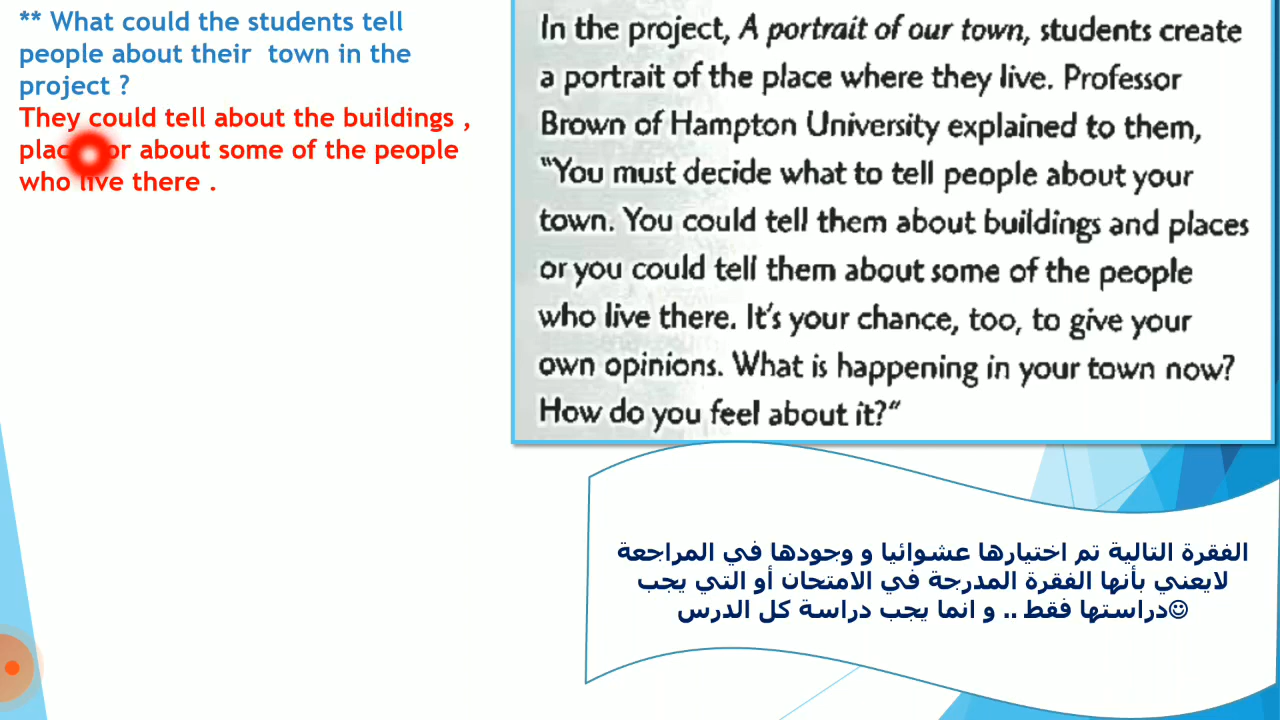 ** What could the students tell
people about their town in the
project ?
They could tell about the buildings ,
or about some of the people
who live there .
In the project, A portrait of our town, students create
a portrait of the place where they live. Professor
Brown of Hampton University explained to them,
"You must decide what to tell people about your
town. You could tell them about buildings and places
or you could tell them about some of the people
who live there. It's your chance, too, to give your
own opinions. What is happening in your town now?
How do you feel about it?"
الفقرة التالية تم اختيارها عشوائيا و وجودها في المراجعة
لايعني بأنها الفقرة المدرجة في الامتحان أو التي يجب
دراستها فقط .. و انما يجب دراسة كل الدرس☺